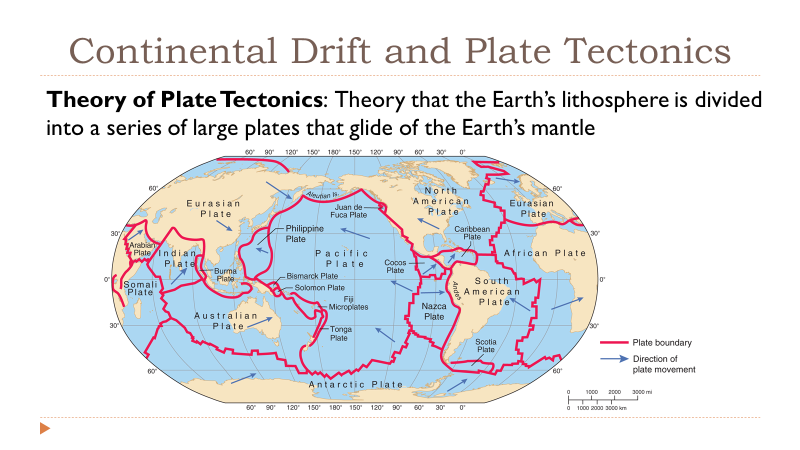 Continental Drift and Plate Tectonics
Theory of Plate Tectonics: Theory that the Earth's lithosphere is divided
into a series of large plates that glide of the Earth's mantle
60° 90° 120° 150° 180° 150° 120° 90° 60° 30° 0°
60°
60°
Aleutian Is.
North
American
Plate
Eurasian
Plate
Eurasian
Plate
Juan de
Fuca Plate
30°
30°
Philippine
Plate
Caribbean
Plate
Arabian
Plate
Indian
Plate
Pacific
Plate
African Plate
Cocos
Plate
Burma
Plate
0°
0°
Bismarck Plate
Somali
Plate
Solomon Plate
South
American
Plate
Andes
Fiji
Microplates
Nazca
Plate
Australian
Plate
30°
30°
Tonga
Plate
Scotia
Plate
Plate boundary
Direction of
plate movement
60°
60°
Antarctic Plate
0 1000 2000 3000 mi
0 1000 2000 3000 km
60° 90° 120° 150° 180° 150° 120° 90° 60° 30° 0°